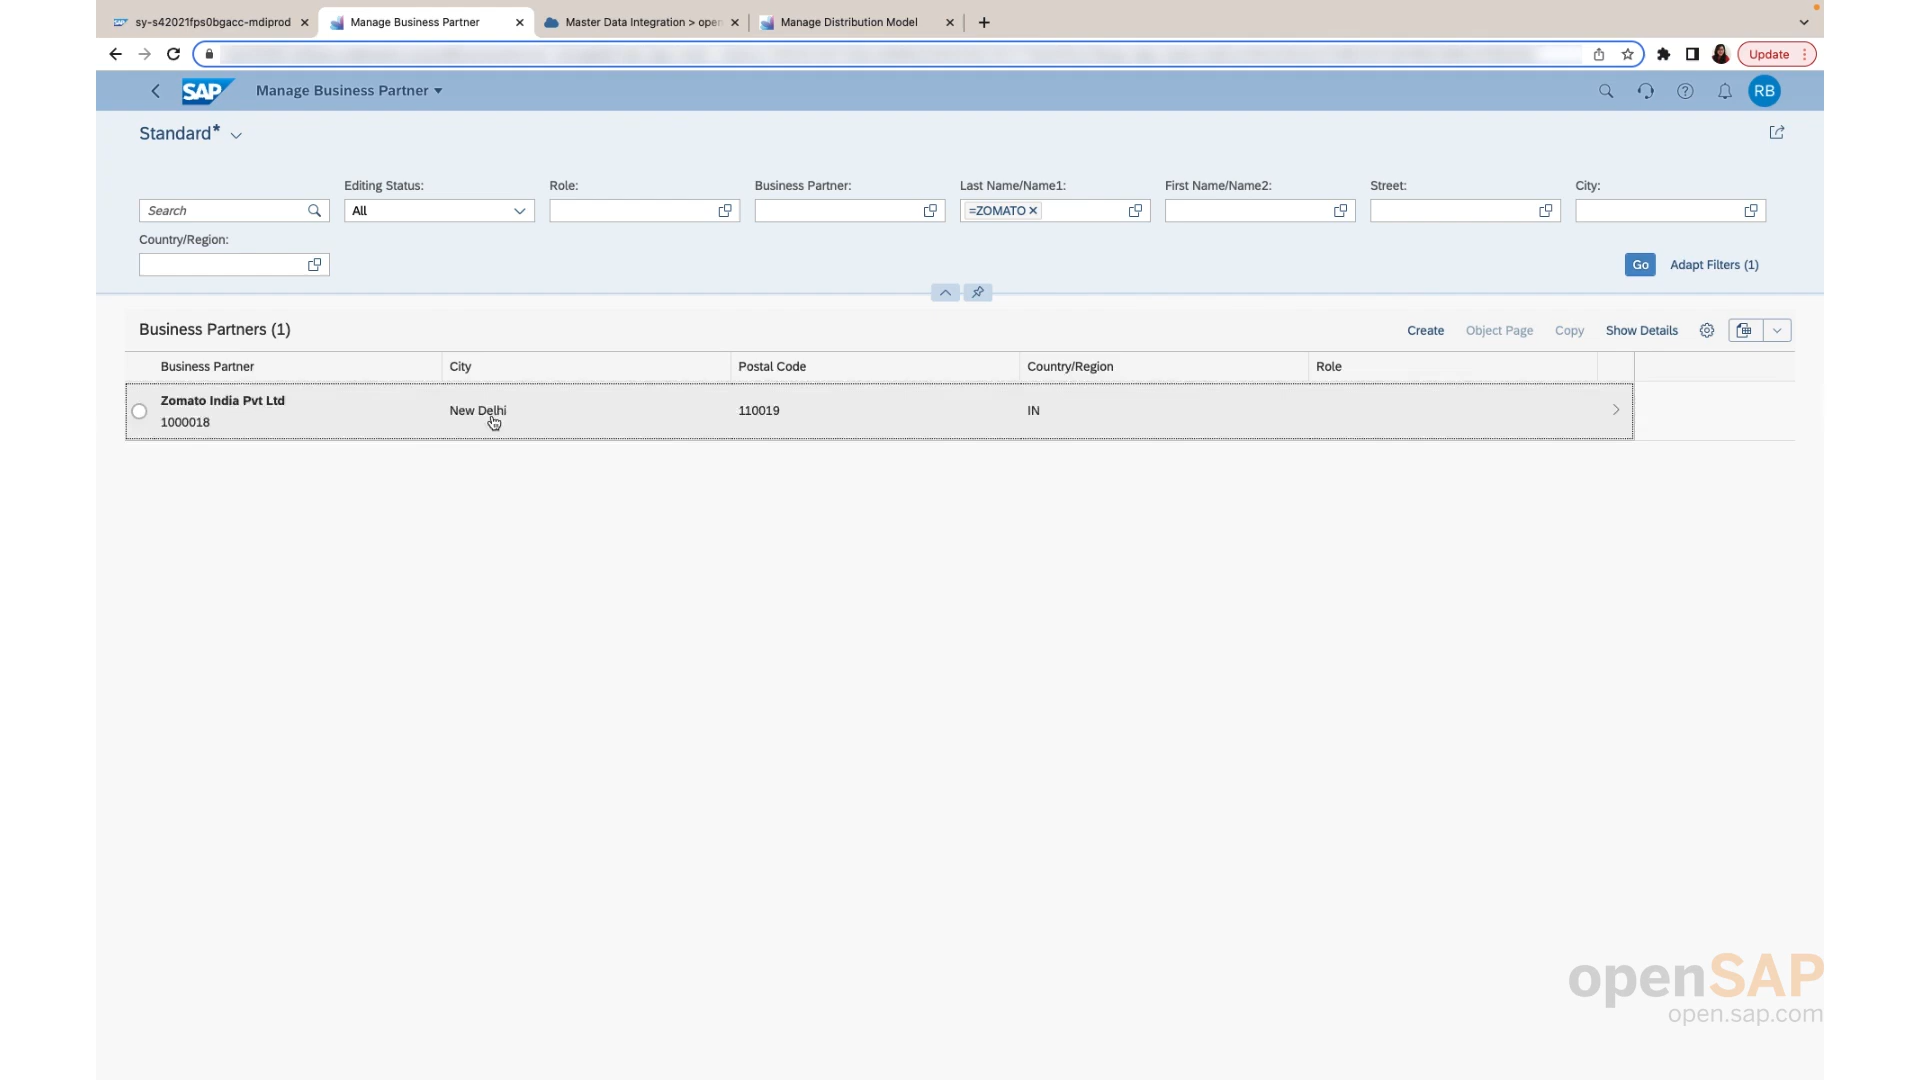 sy-s42021fps0bgacc-mdiprod
Manage Business Partner
Master Data Integration > open
Manage Distribution Model
Update
SAP
Manage Business Partner
RB
Standard*
Editing Status:
Role:
Business Partner:
Last Name/Name1:
First Name/Name2:
Street:
City:
Search
All
=ZOMATO
Country/Region:
Go
Adapt Filters (1)
Business Partners (1)
Create
Object Page
Copy
Show Details
Business Partner
City
Postal Code
Country/Region
Role
Zomato India Pvt Ltd
1000018
New Delhi
110019
IN
openSAP
open.sap.com